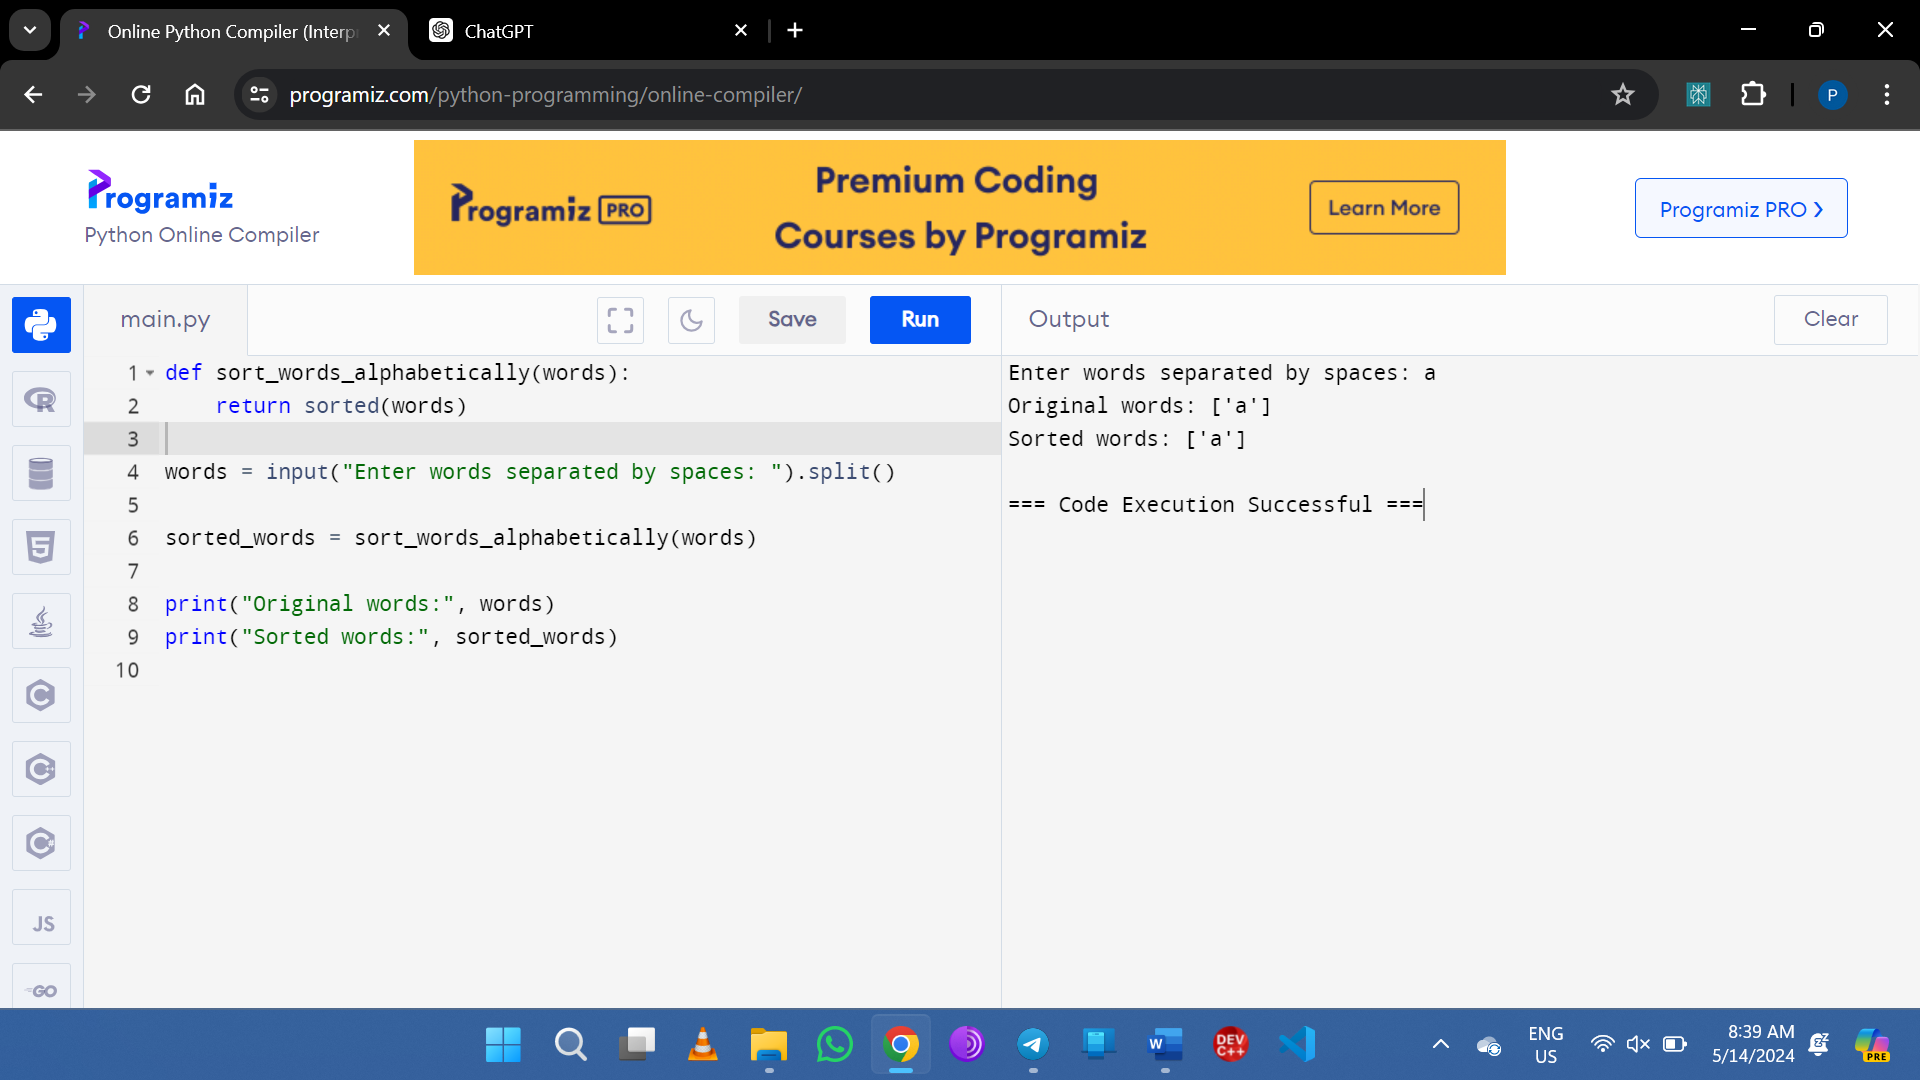 Online Python Compiler (Interp
ChatGPT
programiz.com/python-programming/online-compiler/
P
Programiz
Python Online Compiler
Programiz PRO
Premium Coding
Courses by Programiz
Learn More
Programiz PRO
main.py
Save
Run
Output
Clear
1 def sort_words_alphabetically(words):
2 return sorted(words)
3
4 words = input("Enter words separated by spaces: ").split()
5
6 sorted_words = sort_words_alphabetically(words)
7
8 print("Original words:", words)
9 print("Sorted words:", sorted_words)
10
Enter words separated by spaces: a
Original words: ['a']
Sorted words: ['a']
=== Code Execution Successful ===
R
5
C
C++
C#
JS
GO
W
DEV
C++
ENG
US
8:39 AM
5/14/2024
PRE